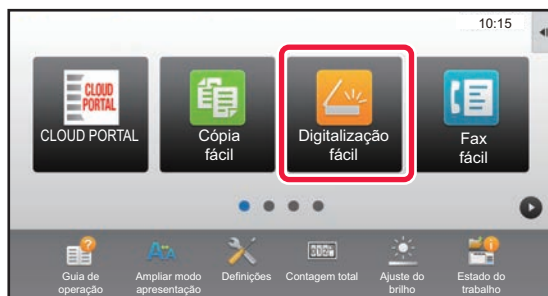 10:15
CLOUD
PORTAL
CLOUD PORTAL
Cópia
fácil
Digitalização
fácil
Fax
fácil
Guia de
operação
Ampliar modo
apresentação
Definições
Contagem total
Ajuste do
brilho
Estado do
trabalho